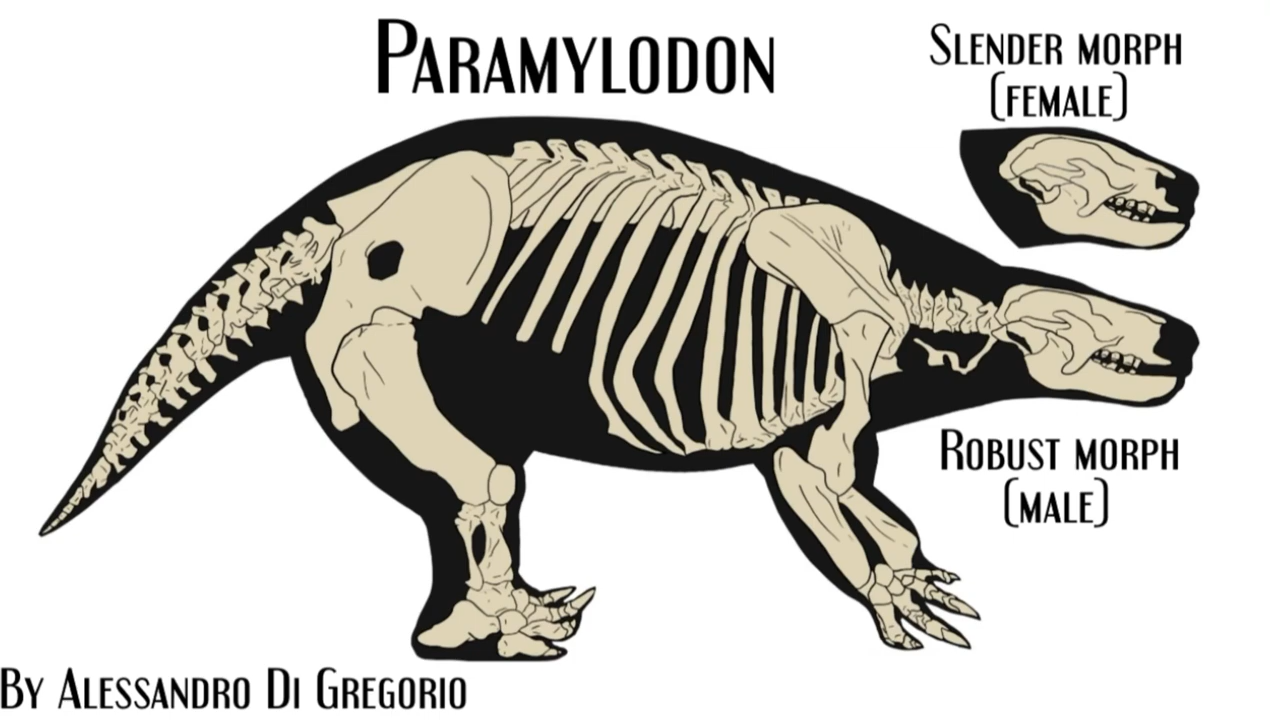 Paramylodon
Slender morph
(female)
Robust morph
(male)
By Alessandro Di Gregorio